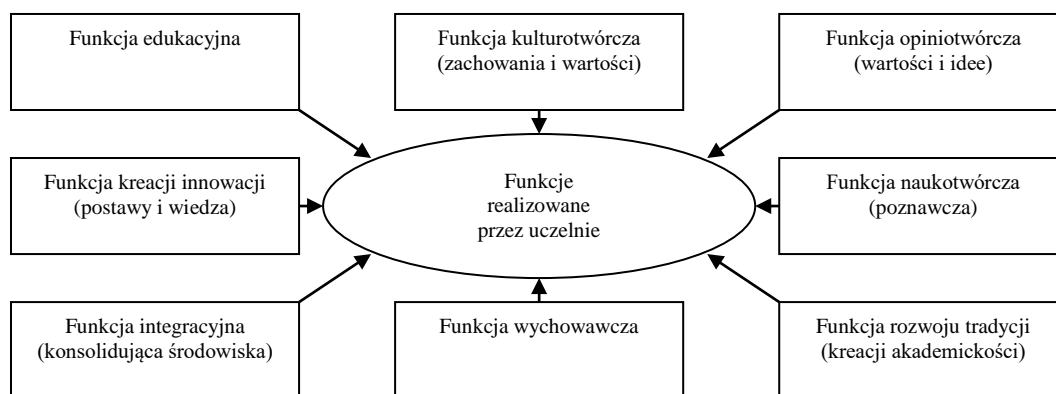 Funkcja edukacyjna
Funkcja kulturotwórcza
(zachowania i wartości)
Funkcja opiniotwórcza
(wartości i idee)
Funkcja kreacji innowacji
(postawy i wiedza)
Funkcje
realizowane
przez uczelnie
Funkcja naukotwórcza
(poznawcza)
Funkcja integracyjna
(konsolidująca środowiska)
Funkcja wychowawcza
Funkcja rozwoju tradycji
(kreacji akademickości)